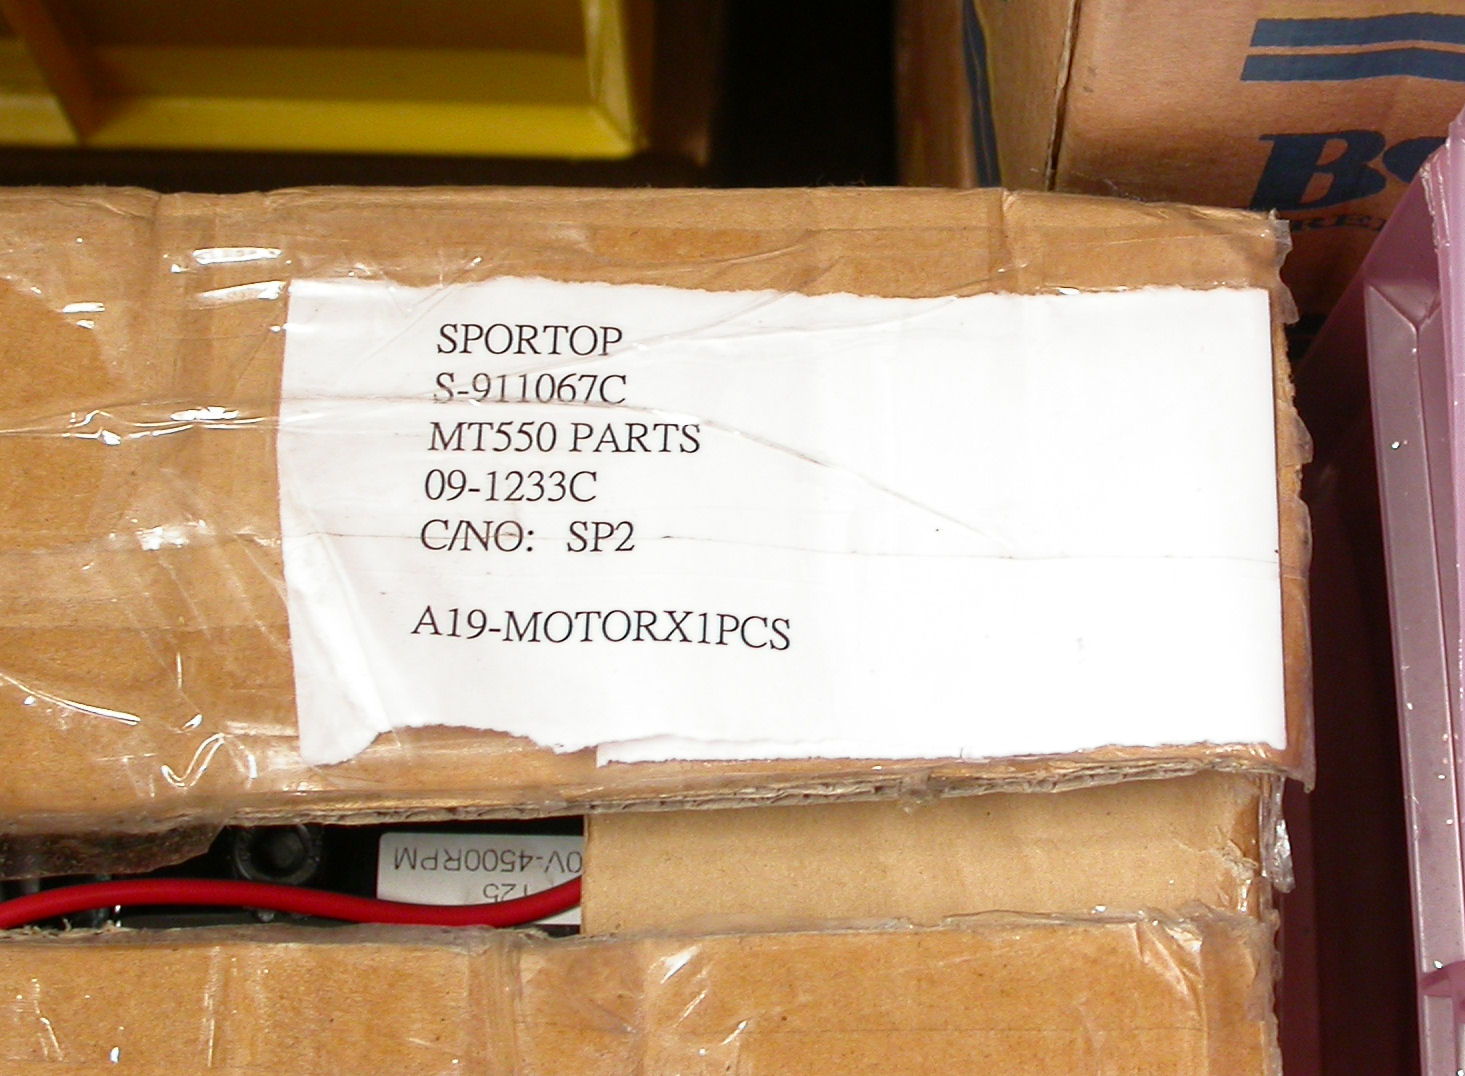 SPORTOP
S-911067C
MT550 PARTS
09-1233C
C/NO: SP2
A19-MOTORX1PCS
0V-4500RPM